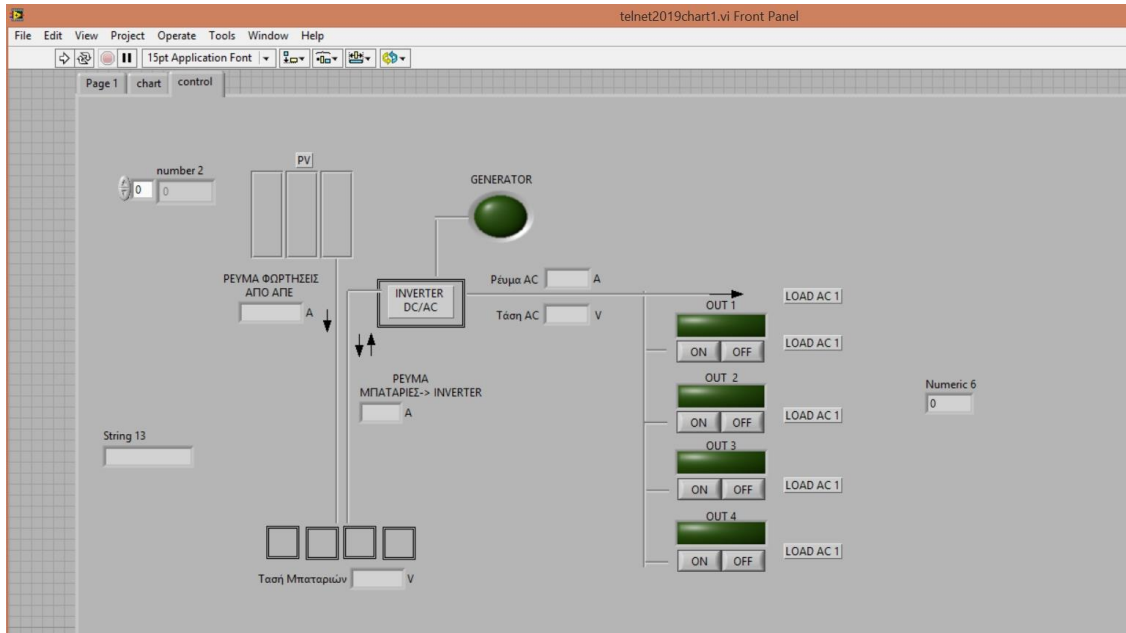 telnet2019chart1.vi Front Panel
File Edit View Project Operate Tools Window Help
15pt Application Font
Page 1 chart control
number 2
0 0
PV
GENERATOR
ΡΕΥΜΑ ΦΩΡΤΗΣΕΙΣ
ΑΠΟ ΑΠΕ
A
INVERTER
DC/AC
Ρέυμα AC A
Τάση AC V
ΡΕΥΜΑ
ΜΠΑΤΑΡΙΕΣ-> INVERTER
A
OUT 1
LOAD AC 1
ON OFF
LOAD AC 1
OUT 2
ON OFF
LOAD AC 1
OUT 3
ON OFF
LOAD AC 1
OUT 4
ON OFF
LOAD AC 1
Numeric 6
0
String 13
Τασή Μπαταριών V